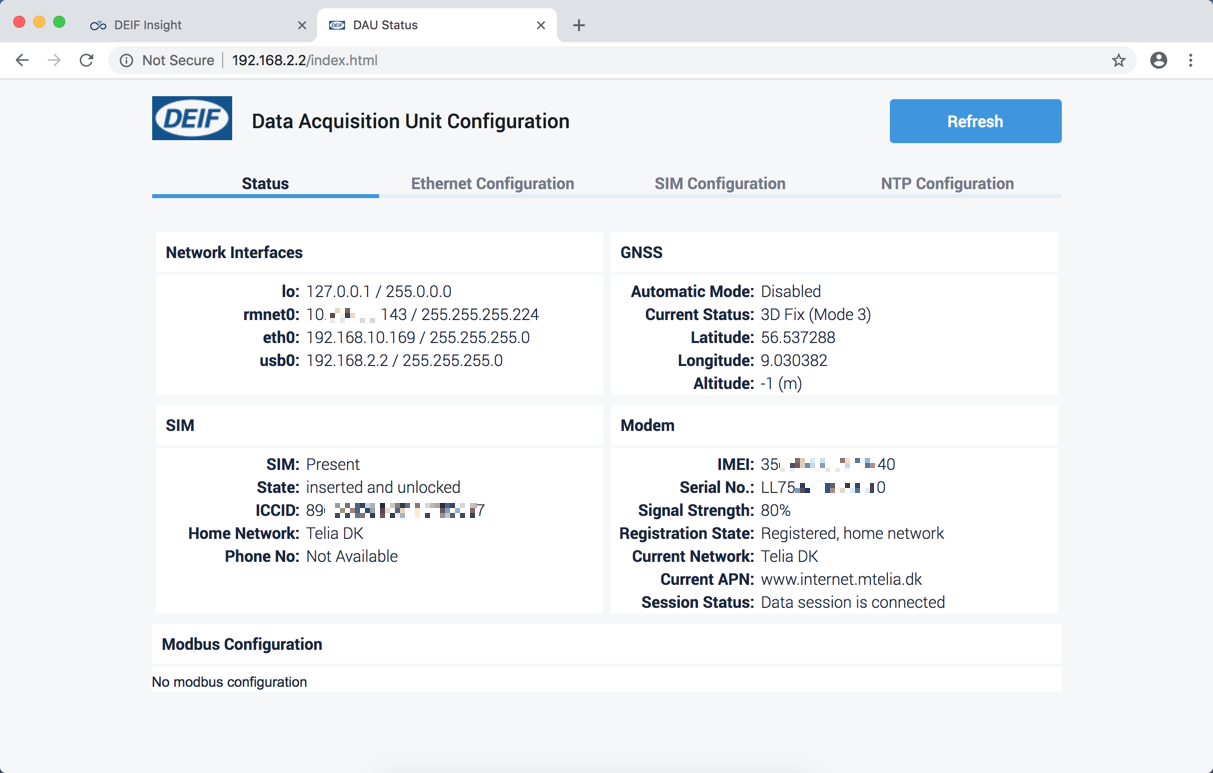 DEIF Insight
DAU Status
Not Secure 192.168.2.2/index.html
DEIF
Data Acquisition Unit Configuration
Refresh
Status
Ethernet Configuration
SIM Configuration
NTP Configuration
Network Interfaces
lo: 127.0.0.1 / 255.0.0.0
rmnet0: 10. 143 / 255.255.255.224
eth0: 192.168.10.169 / 255.255.255.0
usb0: 192.168.2.2 / 255.255.255.0
GNSS
Automatic Mode: Disabled
Current Status: 3D Fix (Mode 3)
Latitude: 56.537288
Longitude: 9.030382
Altitude: -1 (m)
SIM
SIM: Present
State: inserted and unlocked
ICCID: 89 7
Home Network: Telia DK
Phone No: Not Available
Modem
IMEI: 35 40
Serial No.: LL75 0
Signal Strength: 80%
Registration State: Registered, home network
Current Network: Telia DK
Current APN: www.internet.mtelia.dk
Session Status: Data session is connected
Modbus Configuration
No modbus configuration